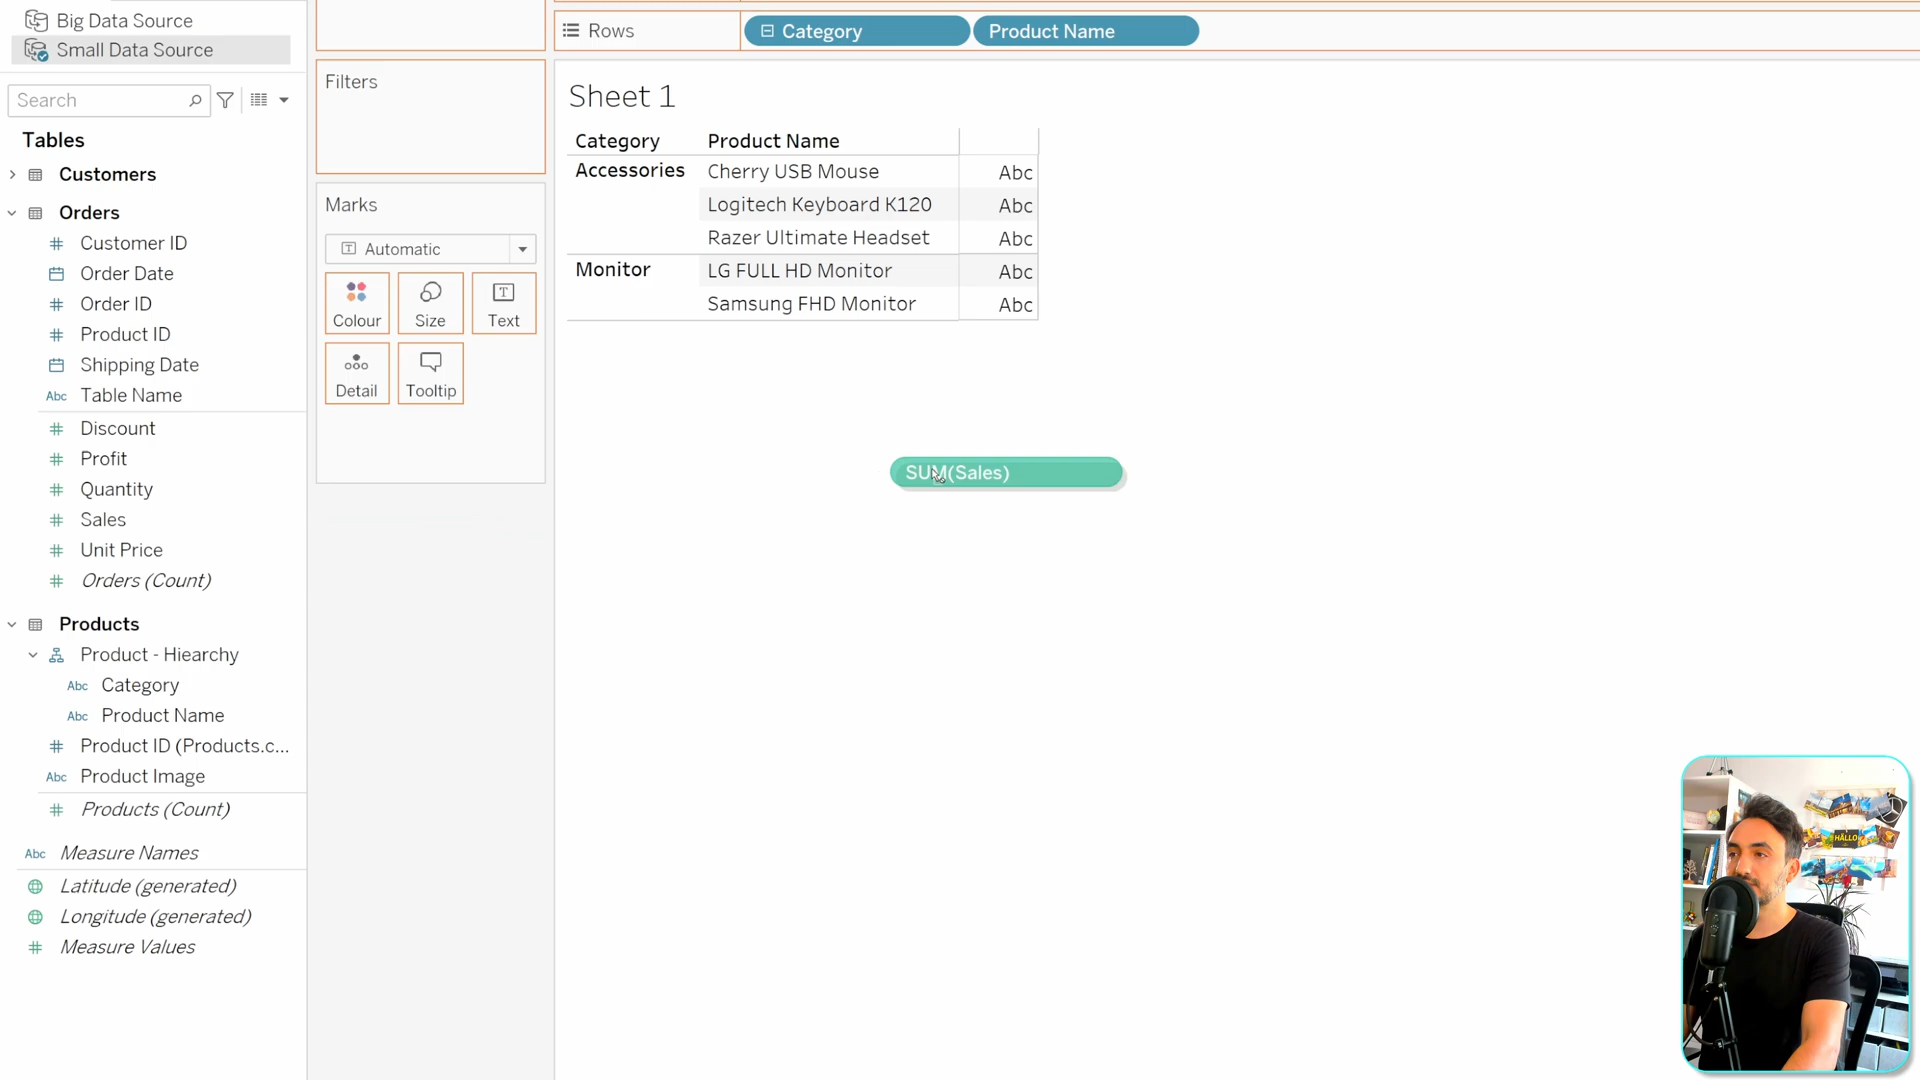 Big Data Source
Small Data Source
Search
Tables
Customers
Orders
# Customer ID
Order Date
# Order ID
# Product ID
Shipping Date
Abc Table Name
# Discount
# Profit
# Quantity
# Sales
# Unit Price
# Orders (Count)
Products
Product - Hiearchy
Abc Category
Abc Product Name
# Product ID (Products.c...
Abc Product Image
# Products (Count)
Abc Measure Names
Latitude (generated)
Longitude (generated)
# Measure Values
Filters
Marks
T Automatic
Colour Size T Text
Detail Tooltip
Rows Category Product Name
Sheet 1
Category Product Name
Accessories Cherry USB Mouse Abc
Logitech Keyboard K120 Abc
Razer Ultimate Headset Abc
Monitor LG FULL HD Monitor Abc
Samsung FHD Monitor Abc
SUM(Sales)
HALLO